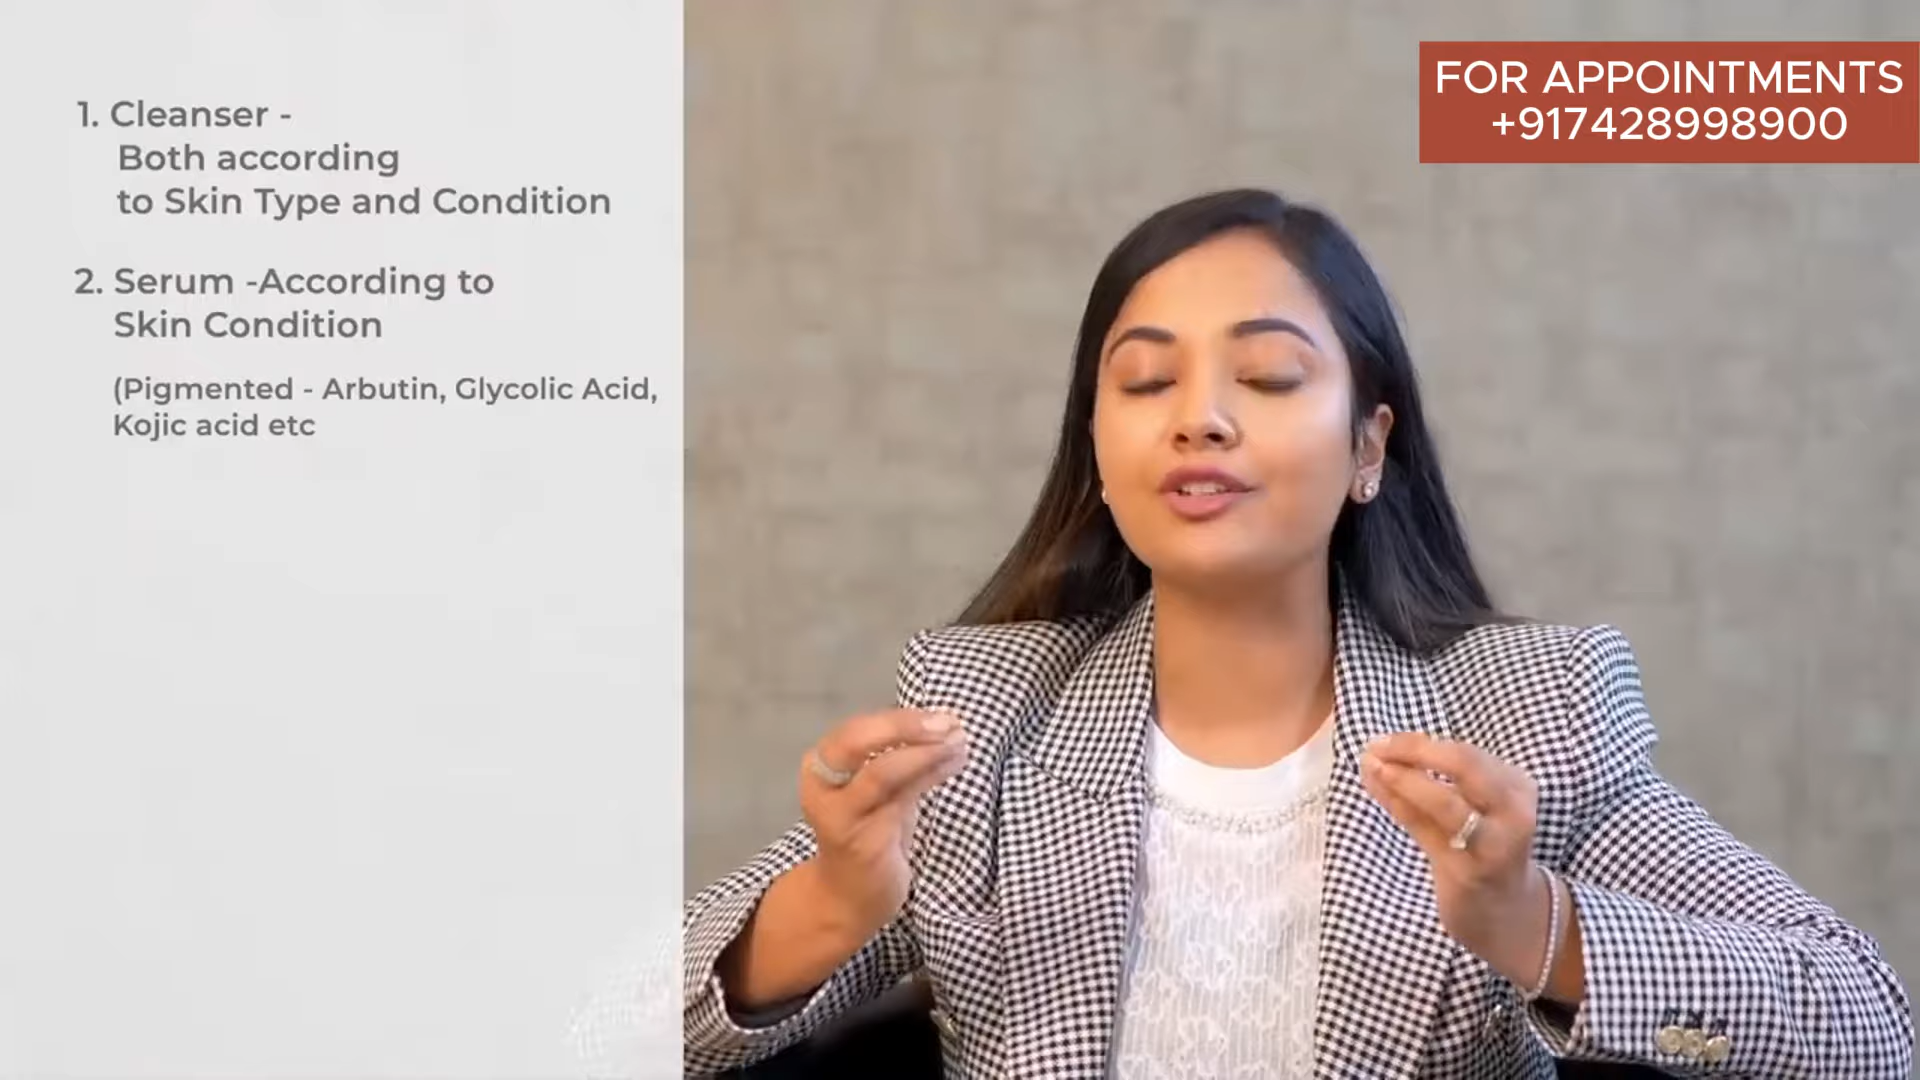 1. Cleanser -
Both according
to Skin Type and Condition
2. Serum -According to
Skin Condition
(Pigmented - Arbutin, Glycolic Acid,
Kojic acid etc
FOR APPOINTMENTS
+917428998900